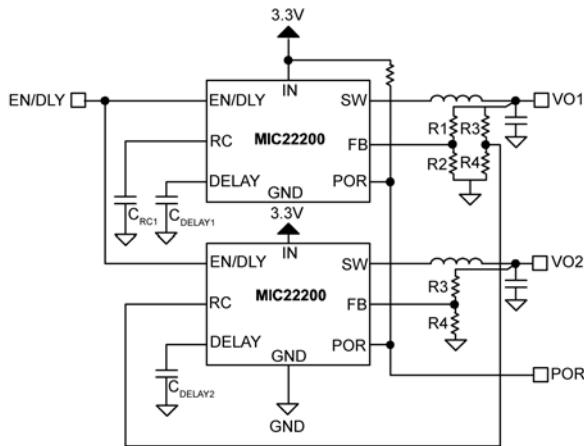 3.3V
EN/DLY
EN/DLY
IN
SW
VO1
RC
MIC22200
FB
R1
R3
R2
R4
DELAY
GND
POR
CRC1
CDELAY1
3.3V
EN/DLY
IN
SW
VO2
RC
MIC22200
FB
R3
R4
DELAY
GND
POR
CDELAY2
POR
GND